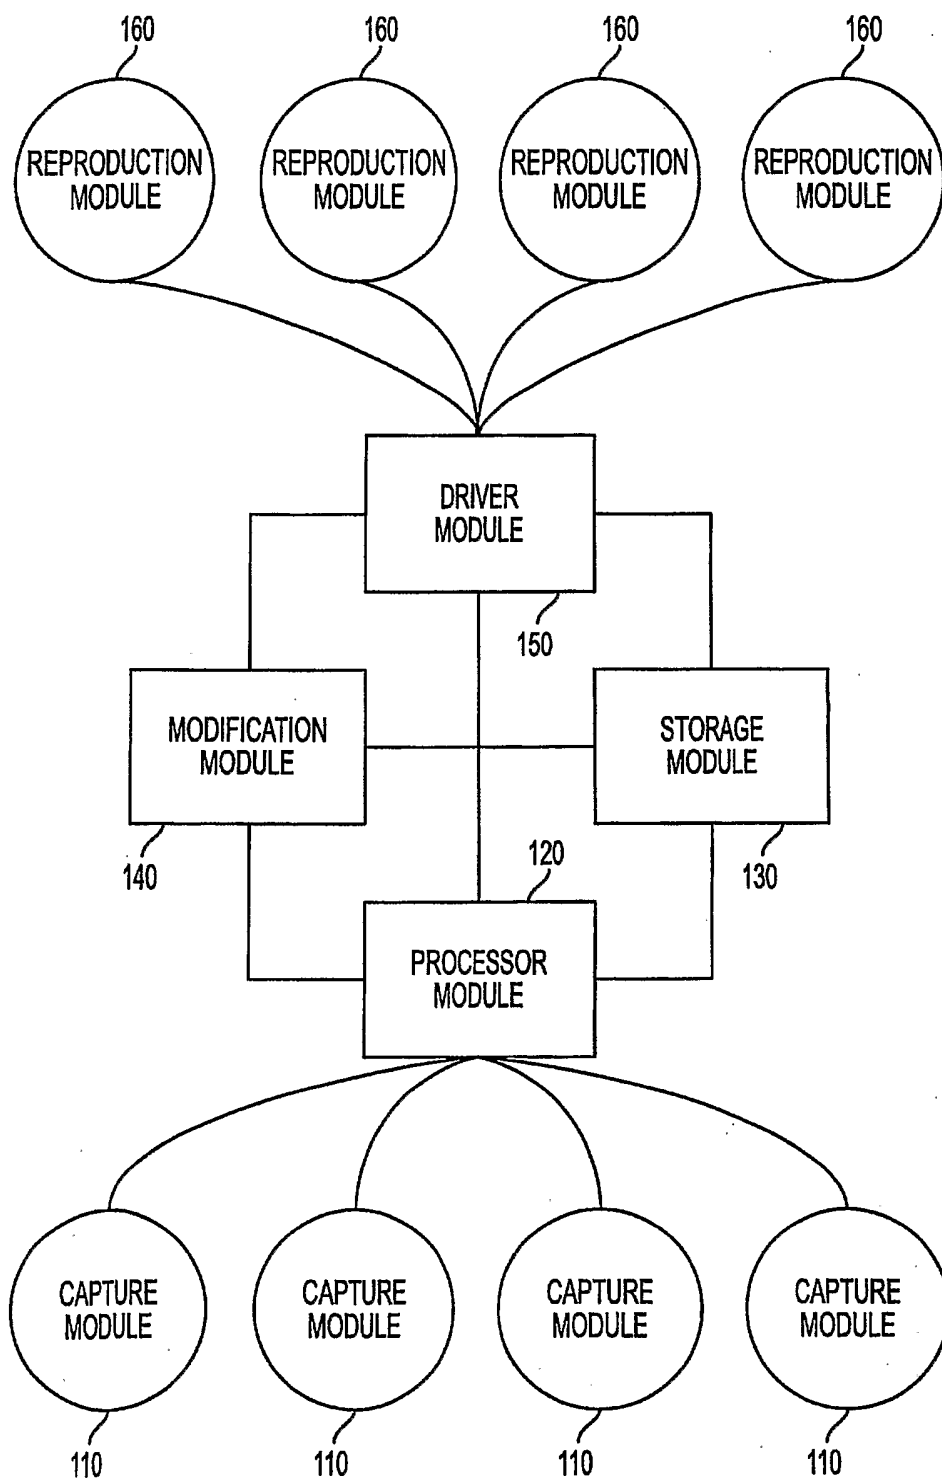 160 160 160 160
REPRODUCTION MODULE
REPRODUCTION MODULE
REPRODUCTION MODULE
REPRODUCTION MODULE
DRIVER
MODULE
150
MODIFICATION
MODULE
140
STORAGE
MODULE
130
120
PROCESSOR
MODULE
CAPTURE
MODULE
CAPTURE
MODULE
CAPTURE
MODULE
CAPTURE
MODULE
110 110 110 110